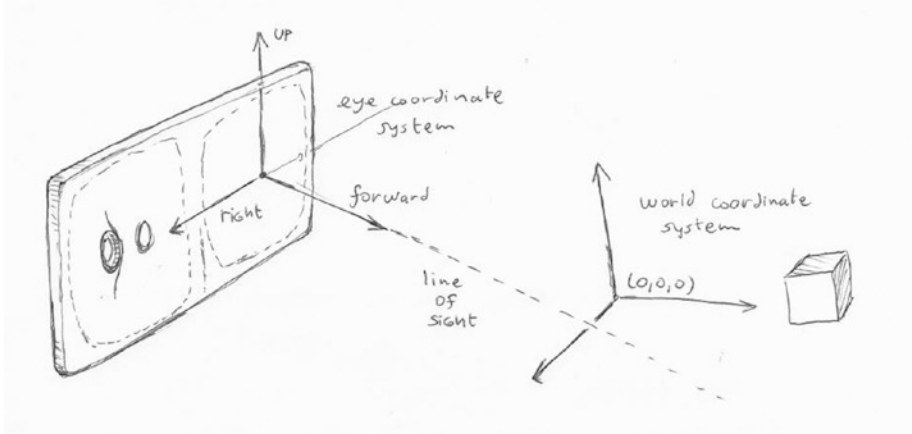 UP
eye coordinate
system
right
forward
line
OF
SIGHT
world coordinate
system
(0,0,0)